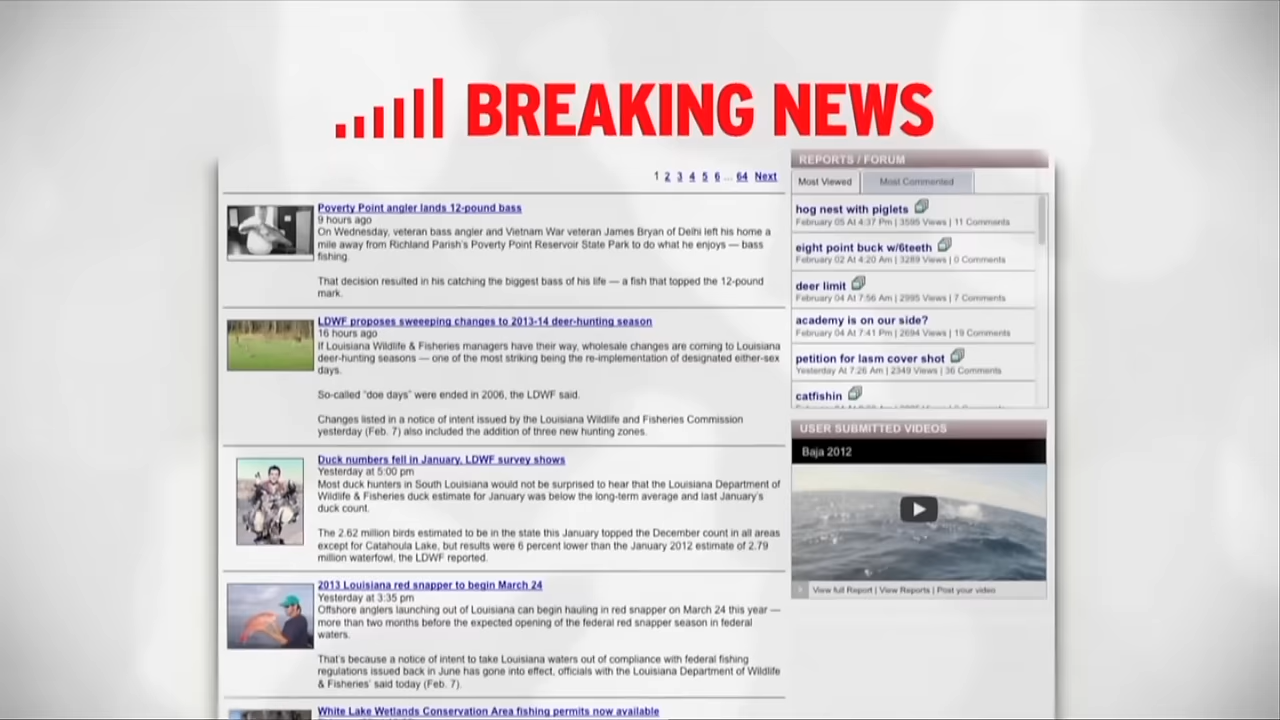 BREAKING NEWS
1 2 3 4 5 6 ... 64 Next
Poverty Point angler lands 12-pound bass
9 hours ago
On Wednesday, veteran bass angler and Vietnam War veteran James Bryan of Delhi left his home a
mile away from Richland Parish's Poverty Point Reservoir State Park to do what he enjoys — bass
fishing.
That decision resulted in his catching the biggest bass of his life — a fish that topped the 12-pound
mark.
LDWF proposes sweeeping changes to 2013-14 deer-hunting season
16 hours ago
If Louisiana Wildlife & Fisheries managers have their way, wholesale changes are coming to Louisiana
deer-hunting seasons — one of the most striking being the re-implementation of designated either-sex
days.
So-called "doe days" were ended in 2006, the LDWF said.
Changes listed in a notice of intent issued by the Louisiana Wildlife and Fisheries Commission
yesterday (Feb. 7) also included the addition of three new hunting zones.
Duck numbers fell in January, LDWF survey shows
Yesterday at 5:00 pm
Most duck hunters in South Louisiana would not be surprised to hear that the Louisiana Department of
Wildlife & Fisheries duck estimate for January was below the long-term average and last January's
duck count.
The 2.62 million birds estimated to be in the state this January topped the December count in all areas
except for Catahoula Lake, but results were 6 percent lower than the January 2012 estimate of 2.79
million waterfowl, the LDWF reported.
2013 Louisiana red snapper to begin March 24
Yesterday at 3:35 pm
Offshore anglers launching out of Louisiana can begin hauling in red snapper on March 24 this year —
more than two months before the expected opening of the federal red snapper season in federal
waters.
That's because a notice of intent to take Louisiana waters out of compliance with federal fishing
regulations issued back in June has gone into effect, officials with the Louisiana Department of Wildlife
& Fisheries' said today (Feb. 7).
White Lake Wetlands Conservation Area fishing permits now available
REPORTS / FORUM
Most Viewed
Most Commented
hog nest with piglets
February 05 At 4:37 Pm | 3595 Views | 11 Comments
eight point buck w/6teeth
February 02 At 4:20 Am | 3289 Views | 0 Comments
deer limit
February 04 At 7:56 Am | 2995 Views | 7 Comments
academy is on our side?
February 04 At 7:41 Pm | 2694 Views | 19 Comments
petition for lasm cover shot
Yesterday At 7:26 Am | 2349 Views | 36 Comments
catfishin
USER SUBMITTED VIDEOS
Baja 2012
View full Report | View Reports | Post your video